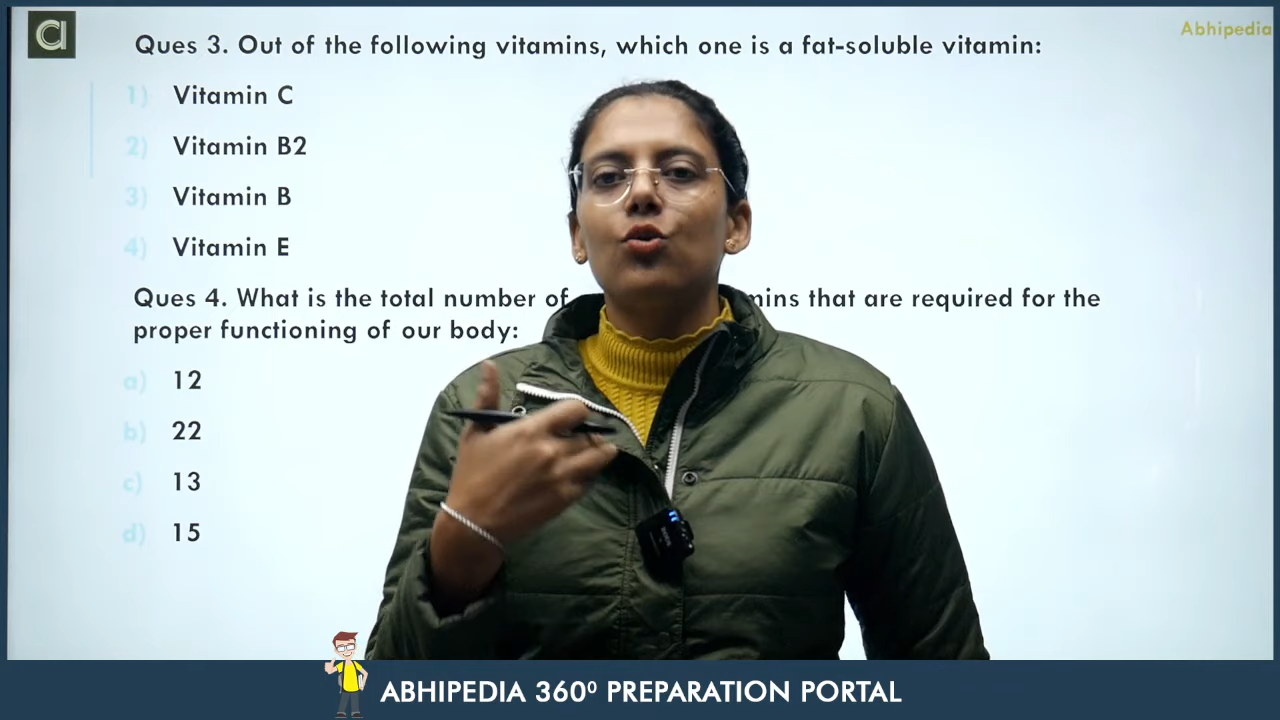 Abhipedia
Ques 3. Out of the following vitamins, which one is a fat-soluble vitamin:
1) Vitamin C
2) Vitamin B2
3) Vitamin B
4) Vitamin E
Ques 4. What is the total number of mins that are required for the
proper functioning of our body:
a) 12
b) 22
c) 13
d) 15
ABHIPEDIA 360⁰ PREPARATION PORTAL